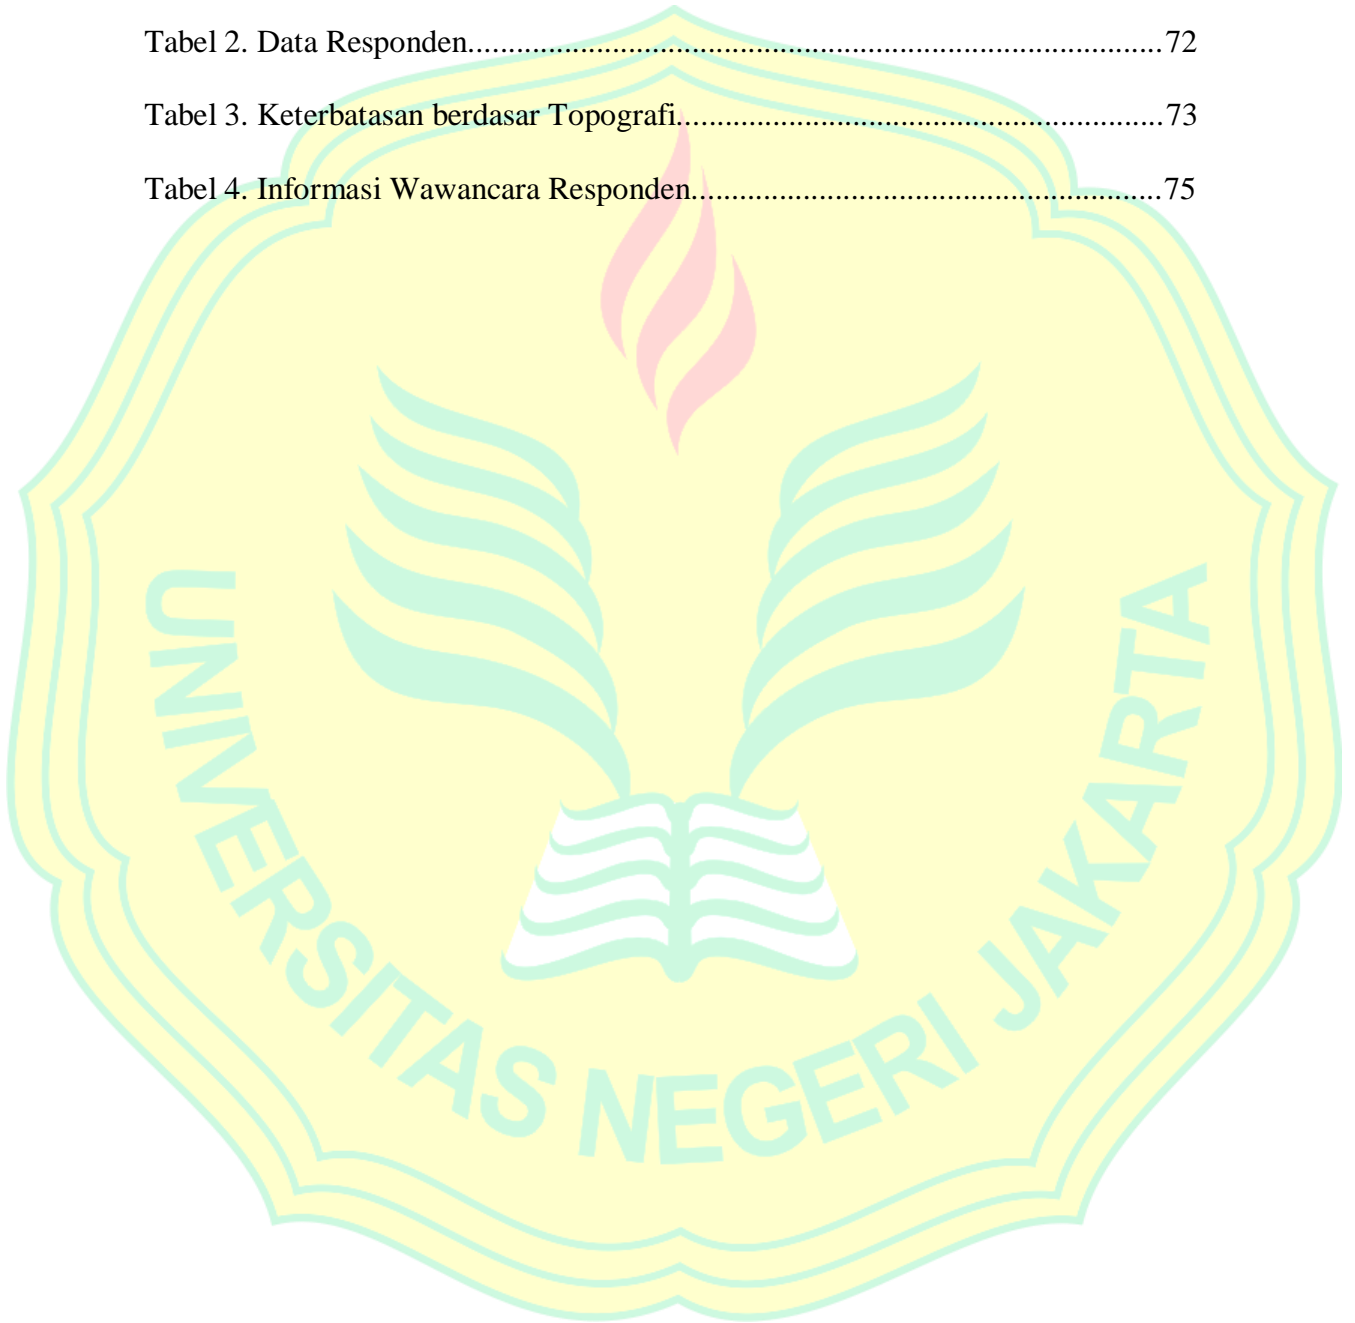 Tabel 2. Data Responden......................................................................................72
Tabel 3. Keterbatasan berdasar Topografi............................................................73
Tabel 4. Informasi Wawancara Responden..........................................................75
UNIVERSITAS NEGERI JAKARTA